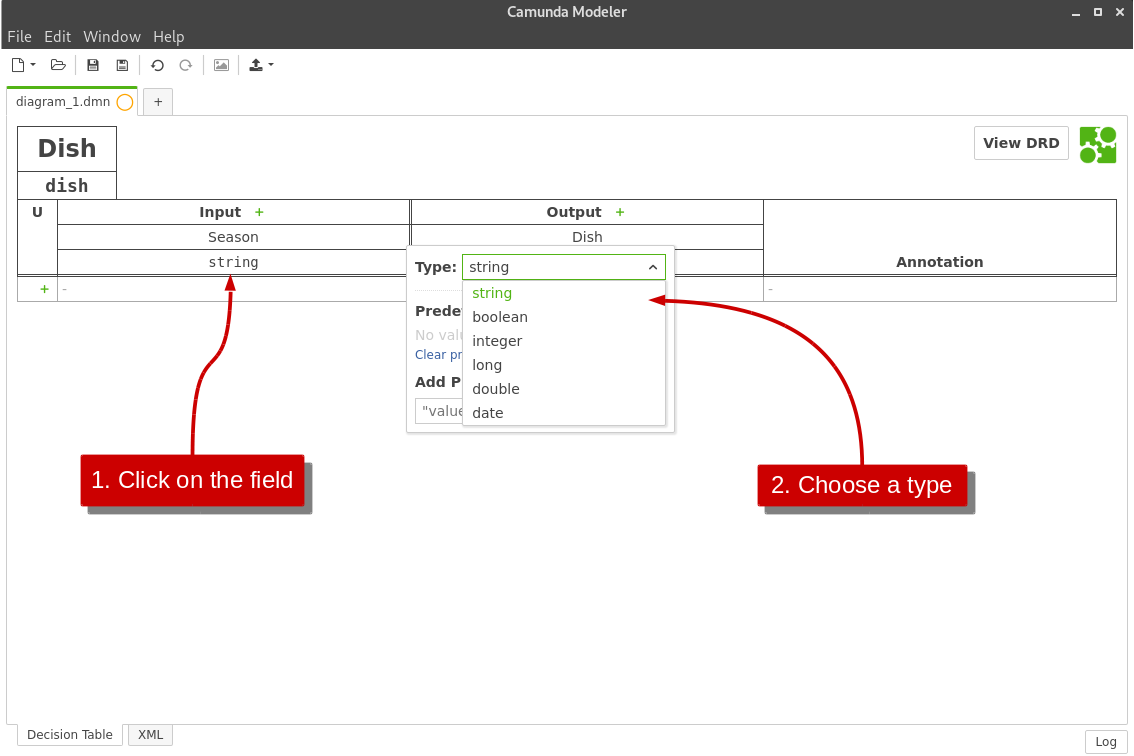 Camunda Modeler
File Edit Window Help
diagram_1.dmn +
Dish
View DRD
dish
U Input + Output +
Season Dish
string Annotation
+ - -
Type: string
string
boolean
integer
long
double
date
Predef
No valu
Clear pr
Add P
"value
1. Click on the field
2. Choose a type
Decision Table XML
Log